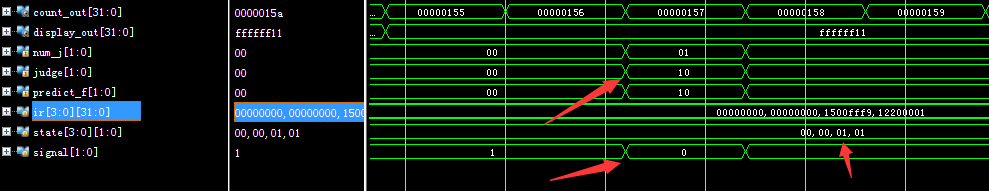 count_out[31:0] 0000015a ... 00000155 00000156 00000157 00000158 00000159
display_out[31:0] ffffff11 ... ffffff11
num_j[1:0] 00 00 01
judge[1:0] 00 00 10
predict_f[1:0] 00 00 10
ir[3:0][31:0] 00000000,00000000,1500 00000000,00000000,1500fff9,12200001
state[3:0][1:0] 00,00,01,01 00,00,01,01
signal[1:0] 1 1 0